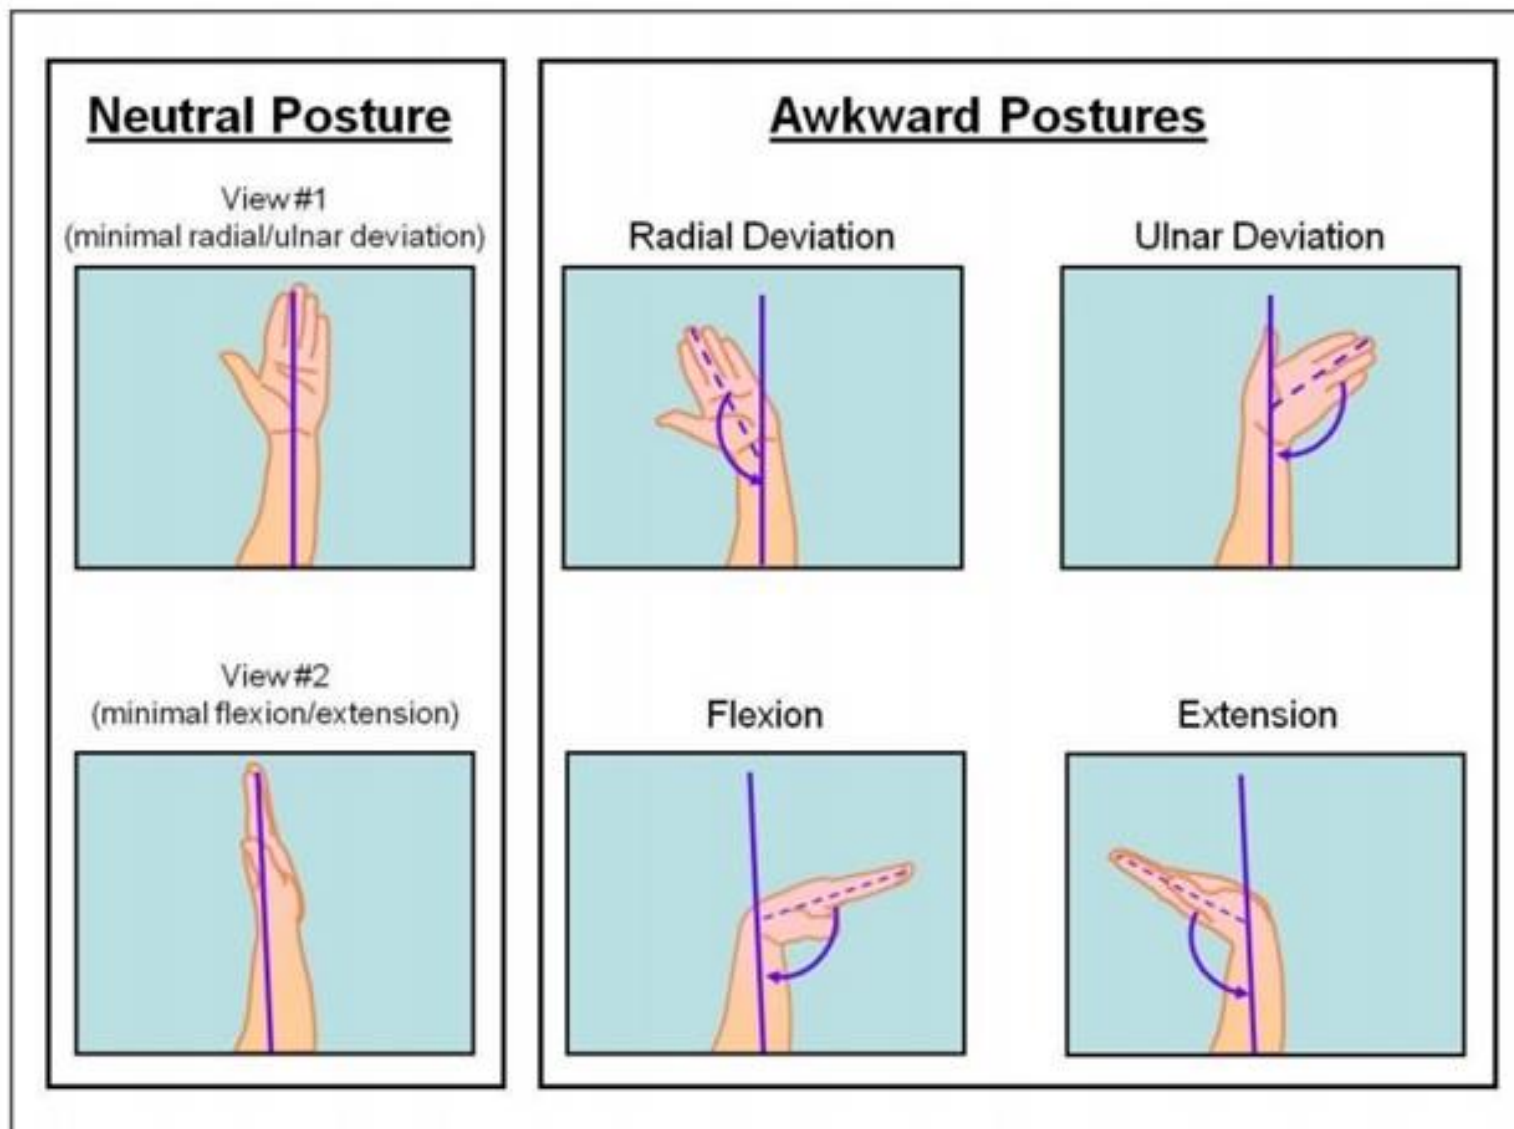 Neutral Posture
View #1
(minimal radial/ulnar deviation)
View #2
(minimal flexion/extension)
Awkward Postures
Radial Deviation
Ulnar Deviation
Flexion
Extension